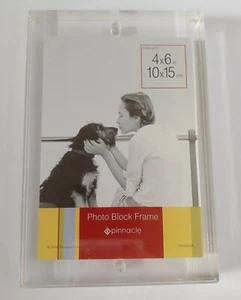 4x6 in
10x15 cm
Photo Block Frame
pinnacle